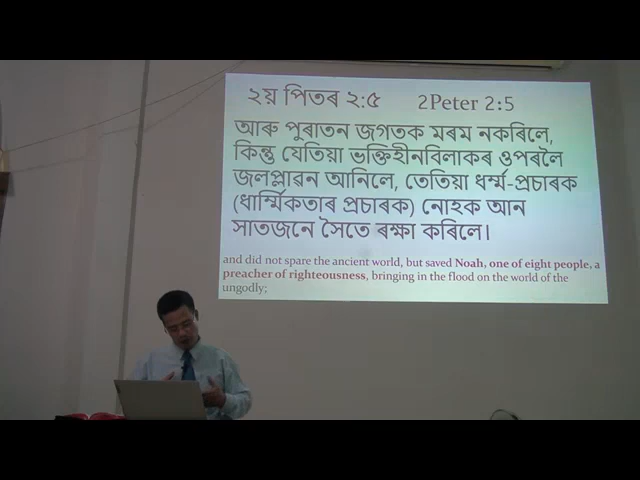 ২য় পিতৰ ২:৫ 2Peter 2:5
আৰু পুৰাতন জগতক মৰম নকৰিলে,
কিন্তু যেতিয়া ভক্তিহীনবিলাকৰ ওপৰলৈ
জলপ্লাৱন আনিলে, তেতিয়া ধৰ্ম্ম-প্ৰচাৰক
(ধাৰ্ম্মিকতাৰ প্ৰচাৰক) নোহক আন
সাতজনে সৈতে ৰক্ষা কৰিলে।
and did not spare the ancient world, but saved Noah, one of eight people, a
preacher of righteousness, bringing in the flood on the world of the
ungodly;